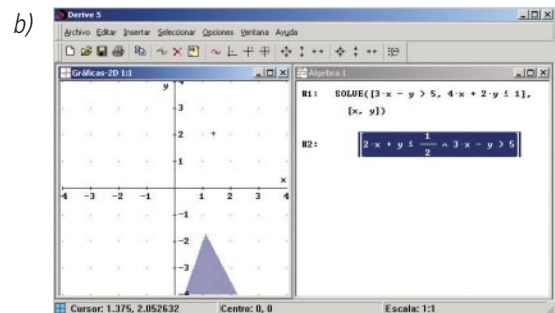 b)
Derive 5
Archivo Editar Insertar Seleccionar Opciones Ventana Ayuda
Gráficas-2D 1:1
Algebra 1
y
3
2
1
x
-4 -3 -2 -1 1 2 3 4
-1
-2
-3
-4
#1: SOLVE([3·x - y > 5, 4·x + 2·y ≤ 1],
[x, y])
#2: 2·x + y ≤ 1/2 ∧ 3·x - y > 5
Cursor: 1.375, 2.052632 Centro: 0, 0 Escala: 1:1